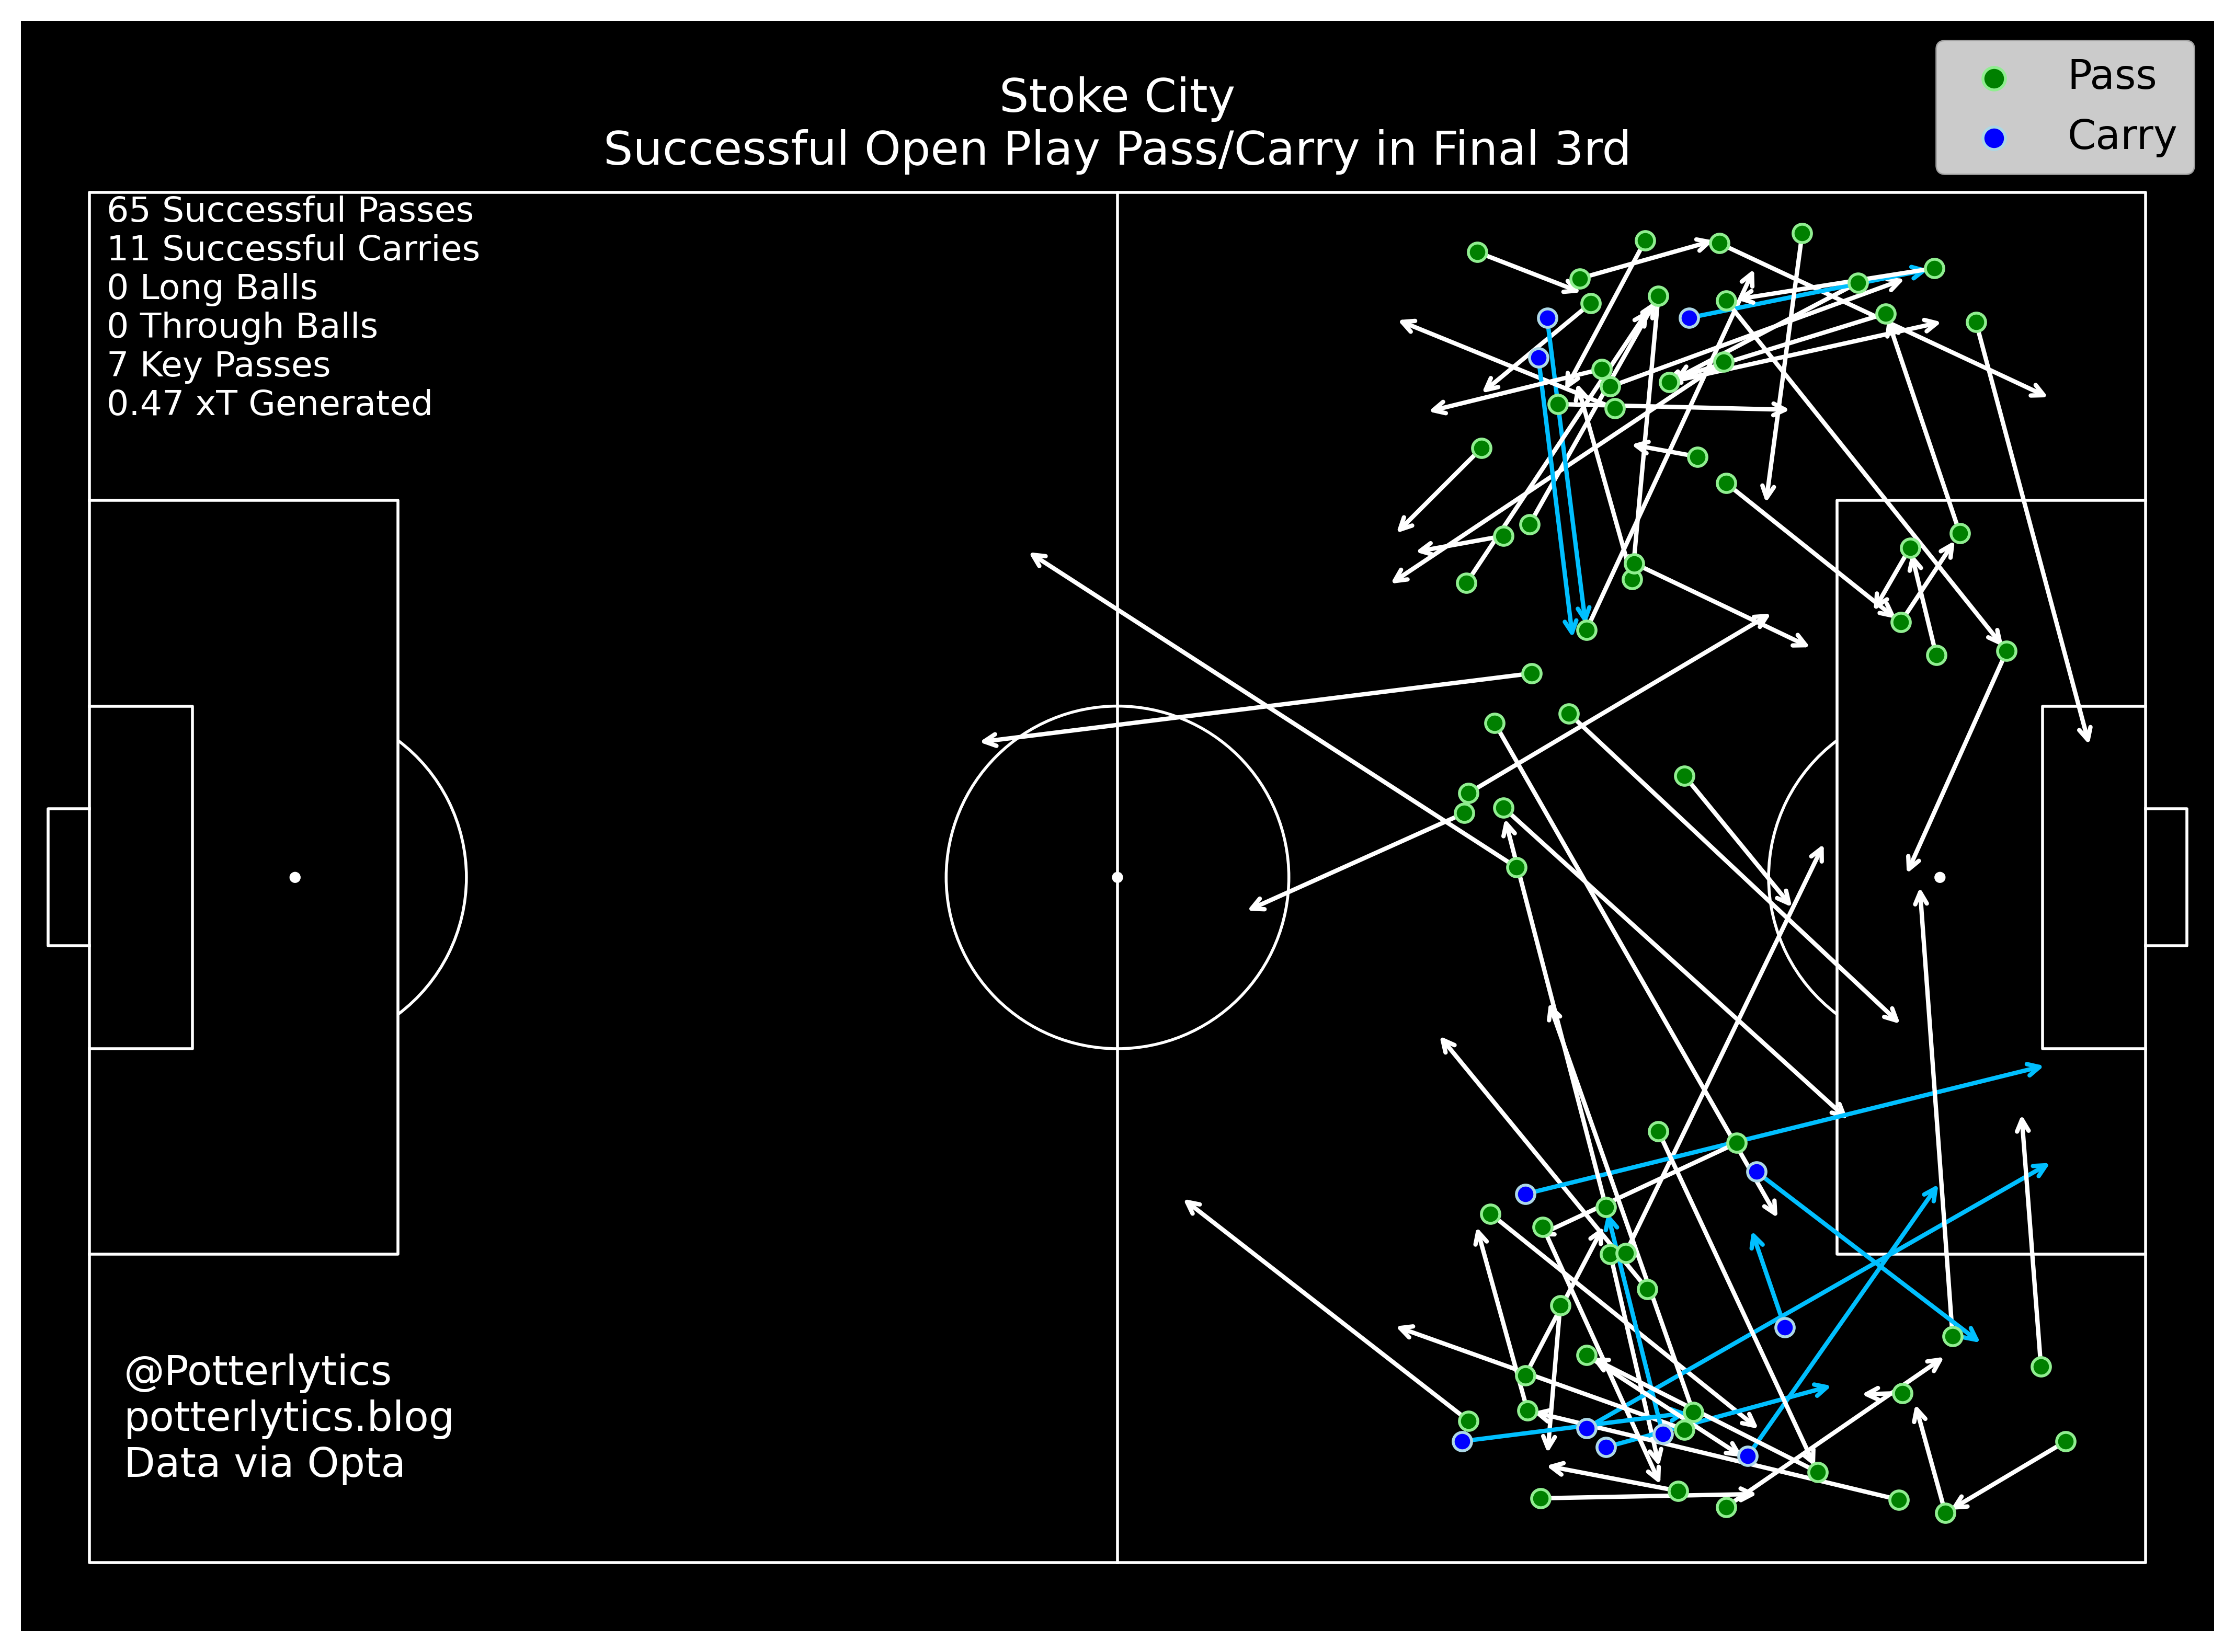 Stoke City
Successful Open Play Pass/Carry in Final 3rd
Pass
Carry
65 Successful Passes
11 Successful Carries
0 Long Balls
0 Through Balls
7 Key Passes
0.47 xT Generated
@Potterlytics
potterlytics.blog
Data via Opta